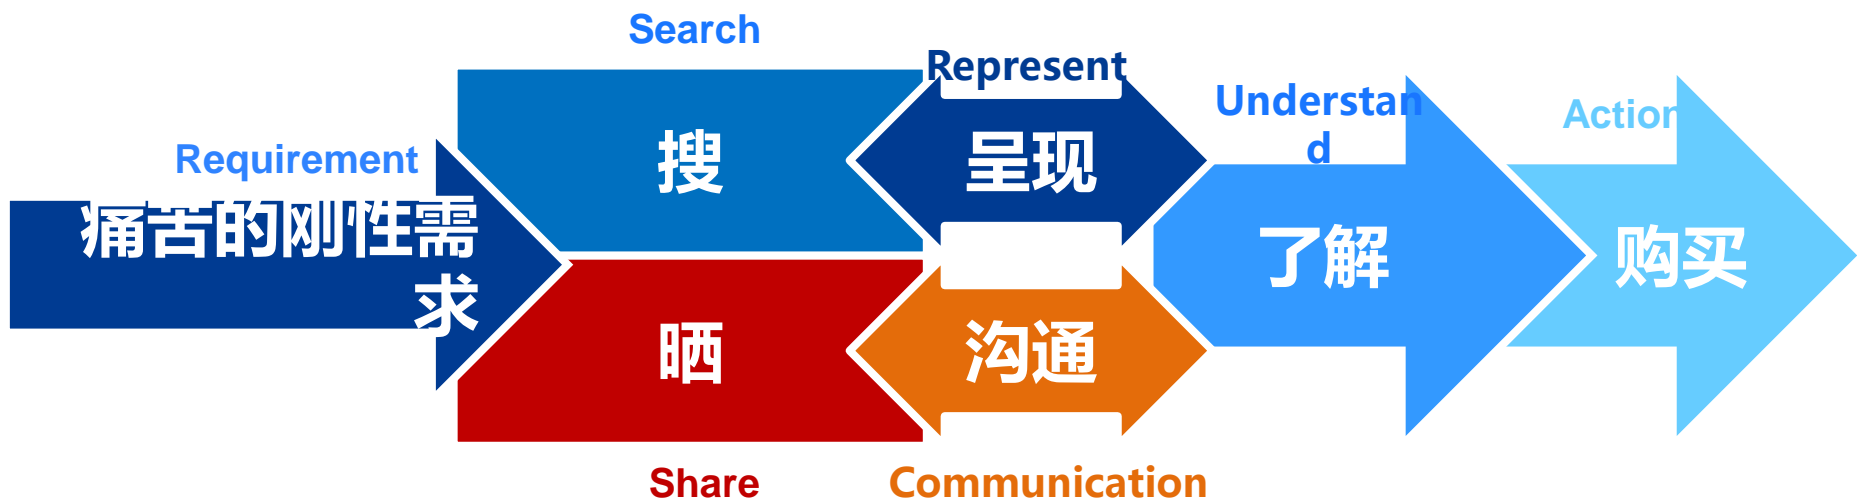 Search
Represent
Understan
d
Action
Requirement
痛苦的刚性需
求
搜
呈现
了解
购买
晒
沟通
Share
Communication